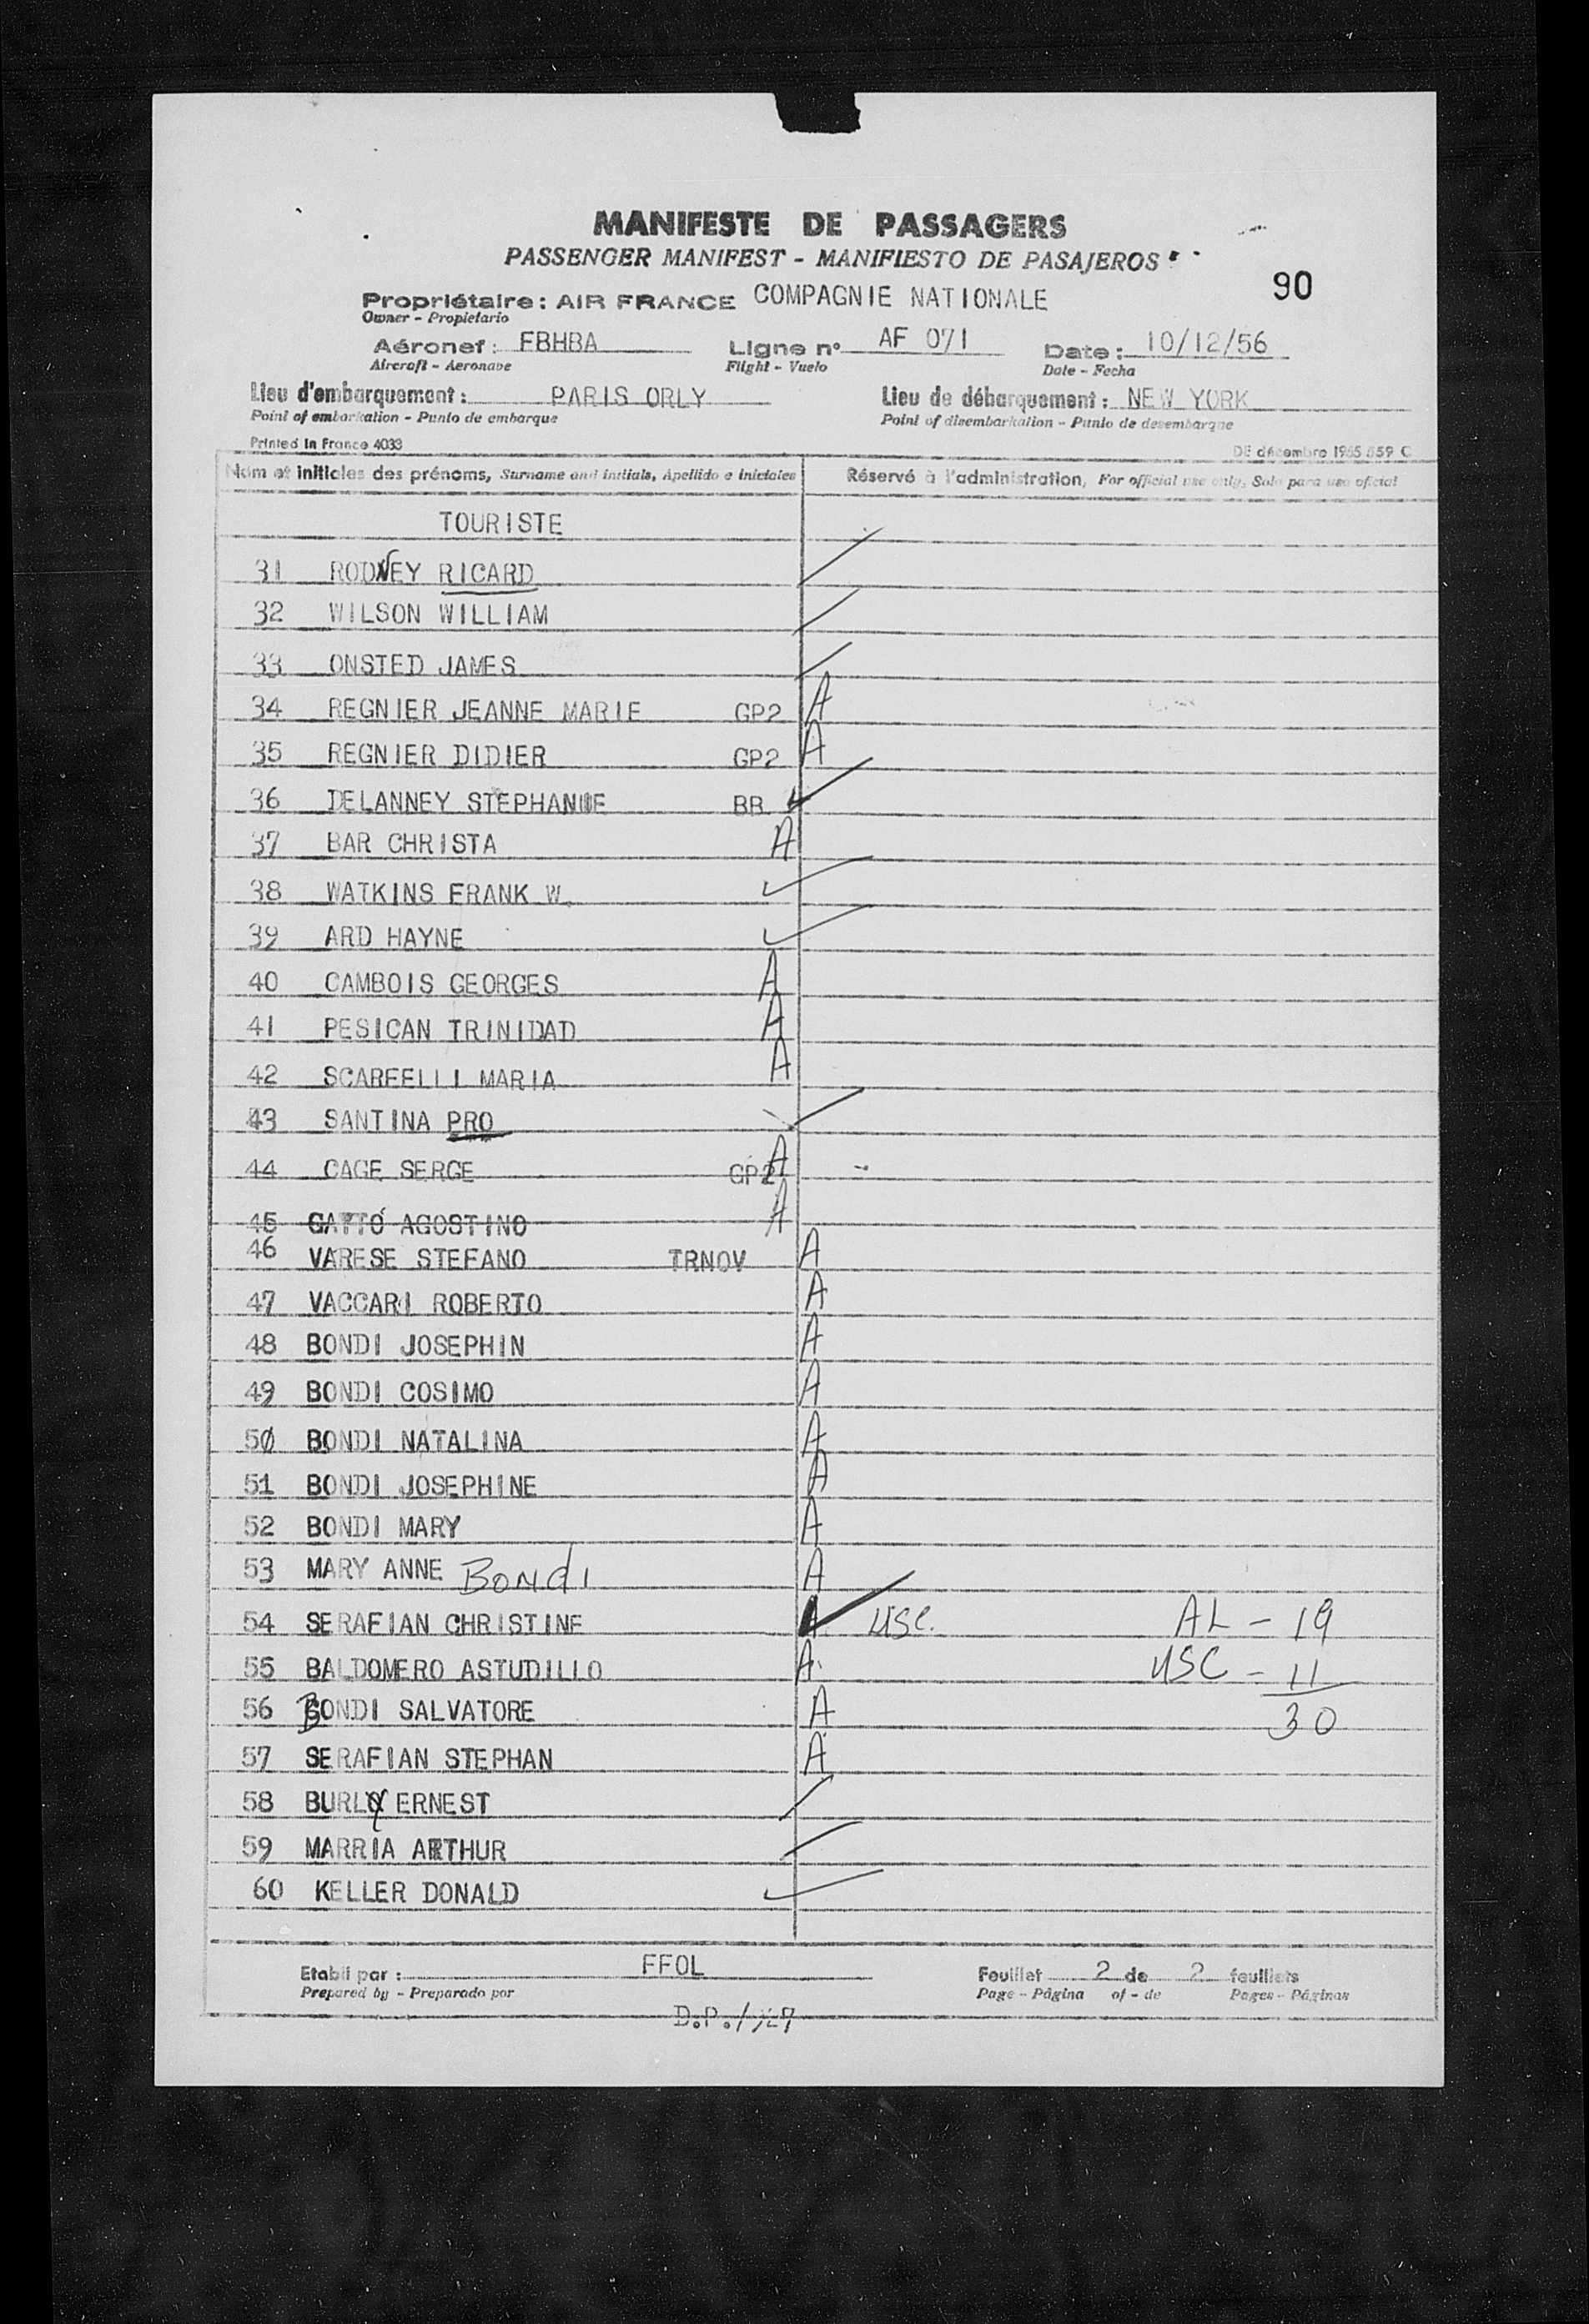 MANIFESTE DE PASSAGERS
PASSENGER MANIFEST - MANIFIESTO DE PASAJEROS
90
Propriétaire : AIR FRANCE COMPAGNIE NATIONALE
Owner - Propietario
Aéronef : FBHBA Ligne n° AF 071 Date : 10/12/56
Aircraft - Aeronave Flight - Vuelo Date - Fecha
Lieu d'embarquement : PARIS ORLY Lieu de débarquement : NEW YORK
Point of embarkation - Punto de embarque Point of disembarkation - Punto de desembarque
Printed in France 4033 DE décembre 1955 559 C
Nom et initiales des prénoms, Surname and initials, Apellido e iniciales Réservé à l'administration, For official use only, Solo para uso oficial
TOURISTE
31 RODNEY RICARD
32 WILSON WILLIAM
33 ONSTED JAMES
34 REGNIER JEANNE MARIE GP2 A
35 REGNIER DIDIER GP2 A
36 DELANNEY STEPHANIE BB
37 BAR CHRISTA A
38 WATKINS FRANK W.
39 ARD HAYNE
40 CAMBOIS GEORGES A
41 PESICAN TRINIDAD A
42 SCARFELLI MARIA A
43 SANTINA PRO
44 CAGE SERGE GP2 A
45 GATTO AGOSTINO A
46 VARESE STEFANO TRNOV A
47 VACCARI ROBERTO A
48 BONDI JOSEPHIN A
49 BONDI COSIMO A
50 BONDI NATALINA A
51 BONDI JOSEPHINE A
52 BONDI MARY A
53 MARY ANNE BONdI A
54 SERAFIAN CHRISTINE A USC. AL - 19
55 BALDOMERO ASTUDILLO A. USC - 11
56 BONDI SALVATORE A 30
57 SERAFIAN STEPHAN A
58 BURLY ERNEST
59 MARRIA ARTHUR
60 KELLER DONALD
Etabli par : FFOL Feuillet 2 de 2 feuillets
Prepared by - Preparado por Page - Página of - de Pages - Páginas
D.P./